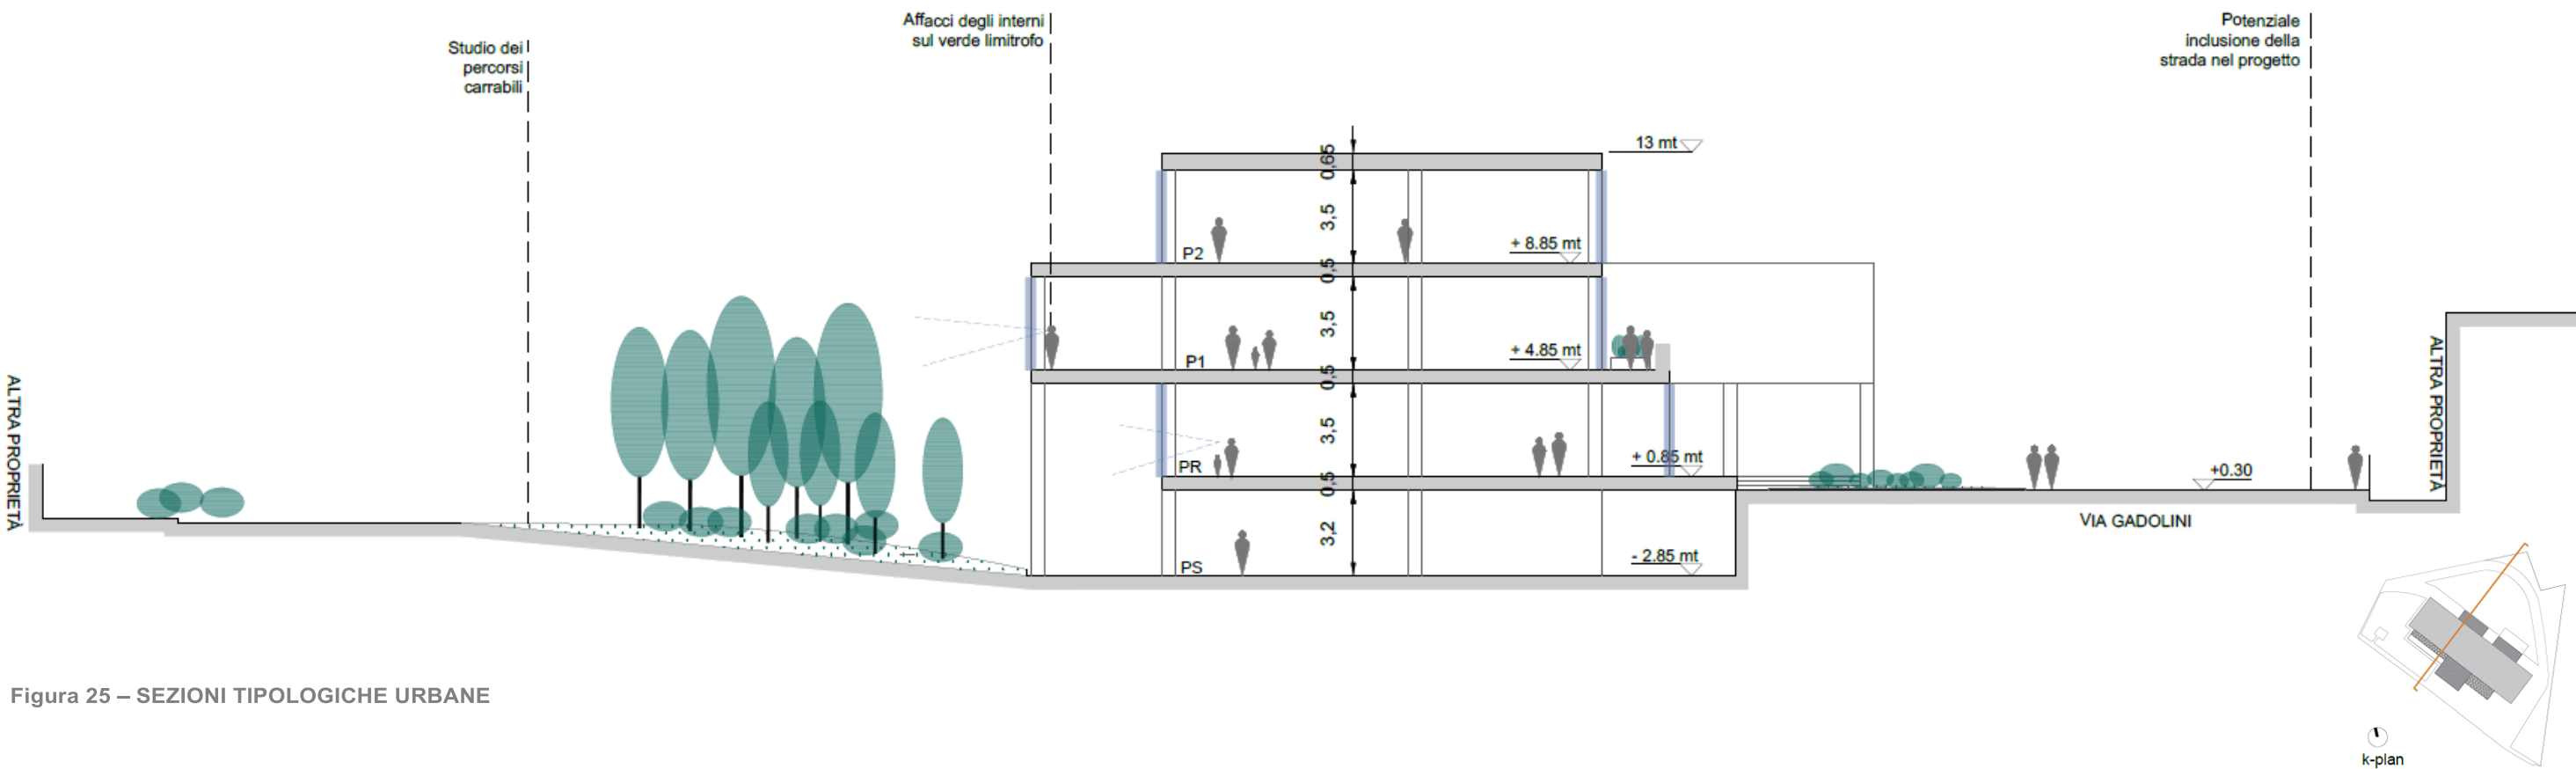 Studio dei
percorsi
carrabili
Affacci degli interni
sul verde limitrofo
Potenziale
inclusione della
strada nel progetto
13 mt
0,65
3,5
P2
+ 8.85 mt
0,5
3,5
P1
+ 4.85 mt
0,5
3,5
PR
+ 0.85 mt
0,5
3,2
PS
- 2.85 mt
+0.30
VIA GADOLINI
ALTRA PROPRIETÀ
ALTRA PROPRIETÀ
k-plan
Figura 25 – SEZIONI TIPOLOGICHE URBANE